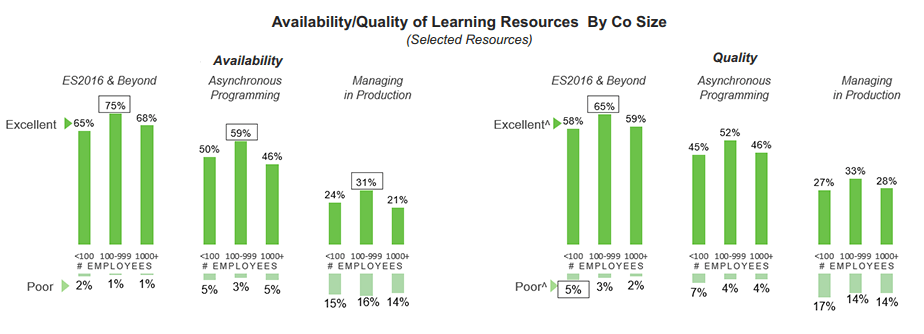 Availability/Quality of Learning Resources By Co Size
(Selected Resources)
Availability
ES2016 & Beyond
Asynchronous
Programming
Managing
in Production
Excellent
65%
75%
68%
50%
59%
46%
24%
31%
21%
<100 100-999 1000+
# EMPLOYEES
<100 100-999 1000+
# EMPLOYEES
<100 100-999 1000+
# EMPLOYEES
Poor
2%
1%
1%
5%
3%
5%
15%
16%
14%
Quality
ES2016 & Beyond
Asynchronous
Programming
Managing
in Production
Excellent^
58%
65%
59%
45%
52%
46%
27%
33%
28%
<100 100-999 1000+
# EMPLOYEES
<100 100-999 1000+
# EMPLOYEES
<100 100-999 1000+
# EMPLOYEES
Poor^
5%
3%
2%
7%
4%
4%
17%
14%
14%